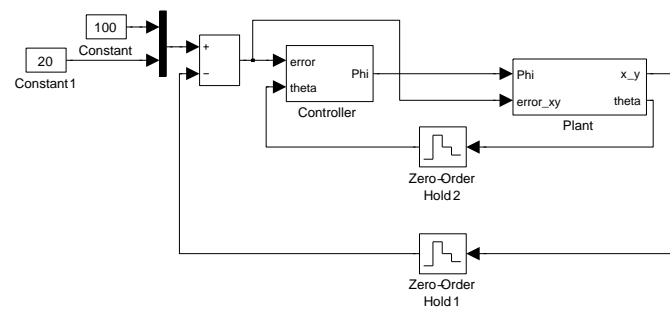 100
Constant
20
Constant1
+
−
error
theta
Phi
Controller
Phi
error_xy
x_y
theta
Plant
Zero-Order
Hold2
Zero-Order
Hold1